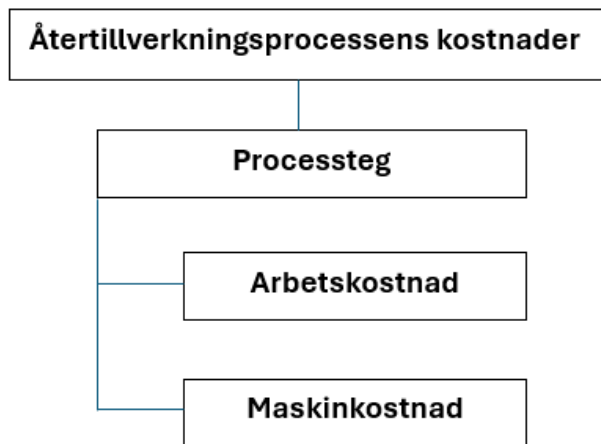 Återtillverkningsprocessens kostnader
Processteg
Arbetskostnad
Maskinkostnad